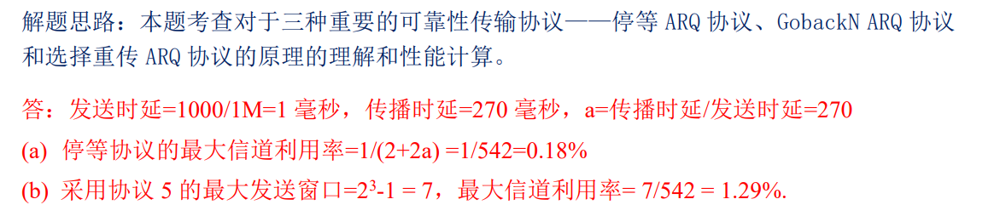 解题思路：本题考查对于三种重要的可靠性传输协议——停等 ARQ 协议、GobackN ARQ 协议
和选择重传 ARQ 协议的原理的理解和性能计算。
答：发送时延=1000/1M=1 毫秒，传播时延=270 毫秒，a=传播时延/发送时延=270
(a) 停等协议的最大信道利用率=1/(2+2a) =1/542=0.18%
(b) 采用协议 5 的最大发送窗口=2³-1 = 7，最大信道利用率= 7/542 = 1.29%.